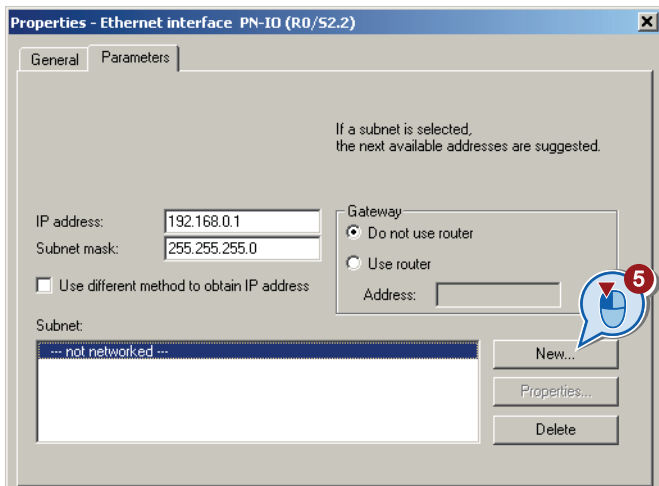 Properties - Ethernet interface PN-IO (R0/S2.2)
General
Parameters
If a subnet is selected,
the next available addresses are suggested.
IP address:
192.168.0.1
Subnet mask:
255.255.255.0
Use different method to obtain IP address
Gateway
Do not use router
Use router
Address:
5
Subnet:
--- not networked ---
New...
Properties...
Delete